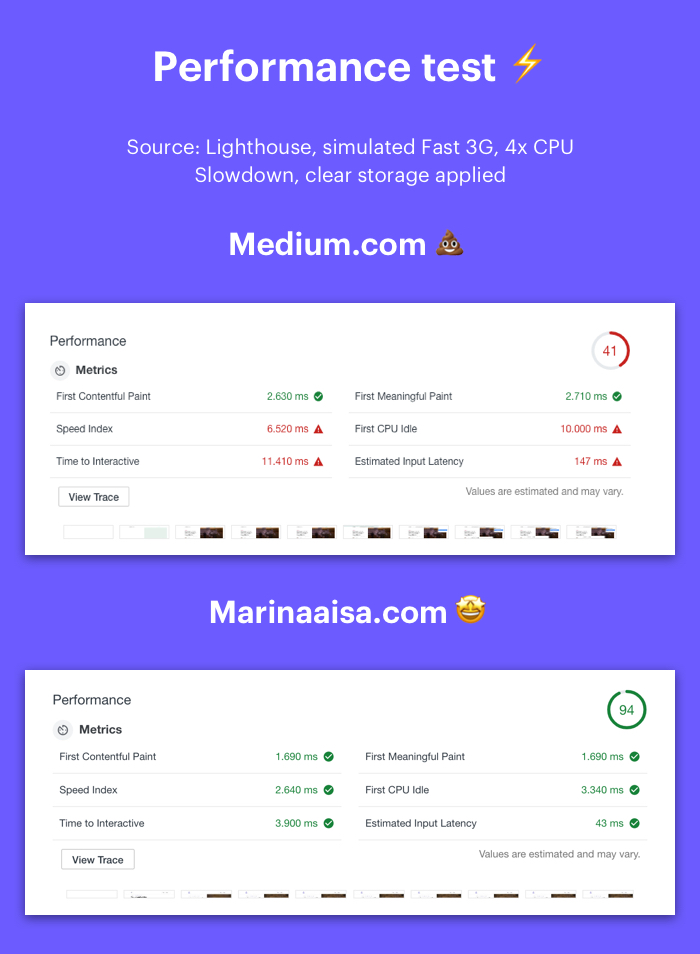 Performance test ⚡
Source: Lighthouse, simulated Fast 3G, 4x CPU
Slowdown, clear storage applied
Medium.com 💩
Performance
41
Metrics
First Contentful Paint 2.630 ms
First Meaningful Paint 2.710 ms
Speed Index 6.520 ms
First CPU Idle 10.000 ms
Time to Interactive 11.410 ms
Estimated Input Latency 147 ms
View Trace
Values are estimated and may vary.
Marinaaisa.com 🤩
Performance
94
Metrics
First Contentful Paint 1.690 ms
First Meaningful Paint 1.690 ms
Speed Index 2.640 ms
First CPU Idle 3.340 ms
Time to Interactive 3.900 ms
Estimated Input Latency 43 ms
View Trace
Values are estimated and may vary.